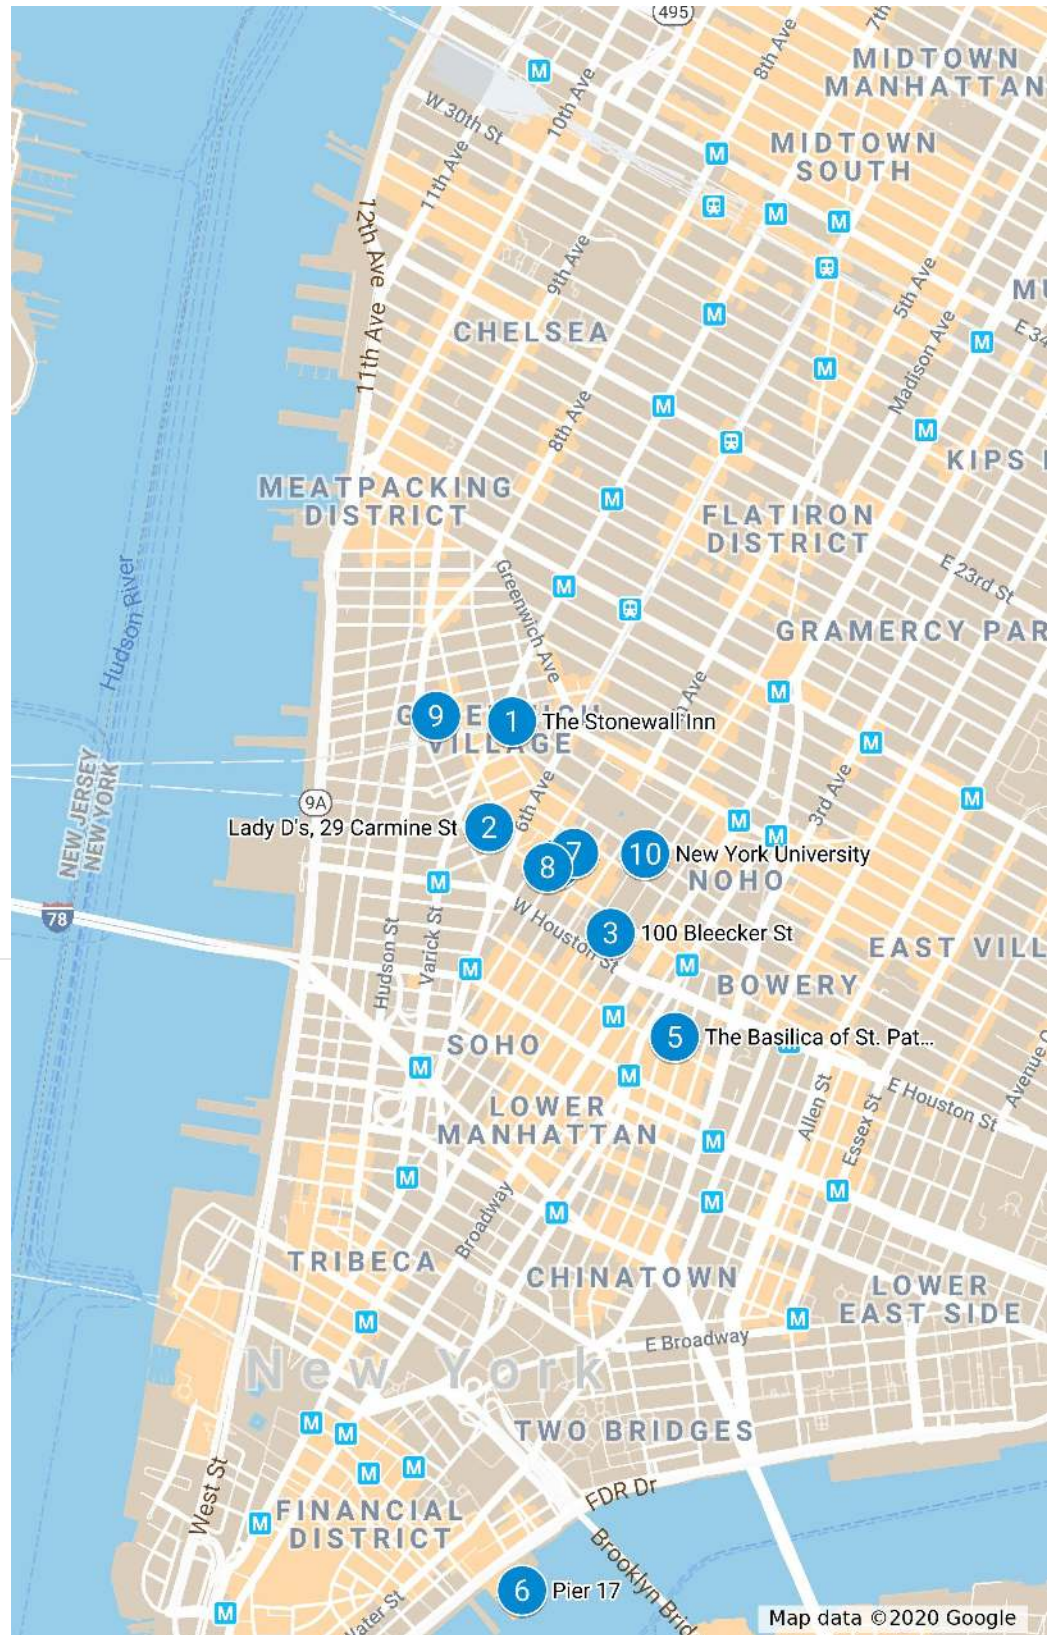 495
MIDTOWN
MANHATTAN
7th
8th Ave
MIDTOWN
SOUTH
10th Ave
W 30th St
11th Ave
12th Ave
9th Ave
5th Ave
MU
E 34
CHELSEA
11th Ave
Madison Ave
8th Ave
KIPS
MEATPACKING
DISTRICT
FLATIRON
DISTRICT
E 23rd St
Hudson River
Greenwich Ave
GRAMERCY PAR
Ave
9
1 The Stonewall Inn
VILLAGE
NEW JERSEY
NEW YORK
3rd Ave
6th Ave
9A
Lady D's, 29 Carmine St 2
7
8
10 New York University
NOHO
78
W Houston St
3 100 Bleecker St
Hudson St
Varick St
EAST VILL
BOWERY
5 The Basilica of St. Pat...
SOHO
LOWER
MANHATTAN
Allen St
Essex St
E Houston St
Avenue
Broadway
TRIBECA
CHINATOWN
LOWER
EAST SIDE
E Broadway
New York
TWO BRIDGES
West St
FDR Dr
FINANCIAL
DISTRICT
Brooklyn Brid
6 Pier 17
ater St
Map data ©2020 Google